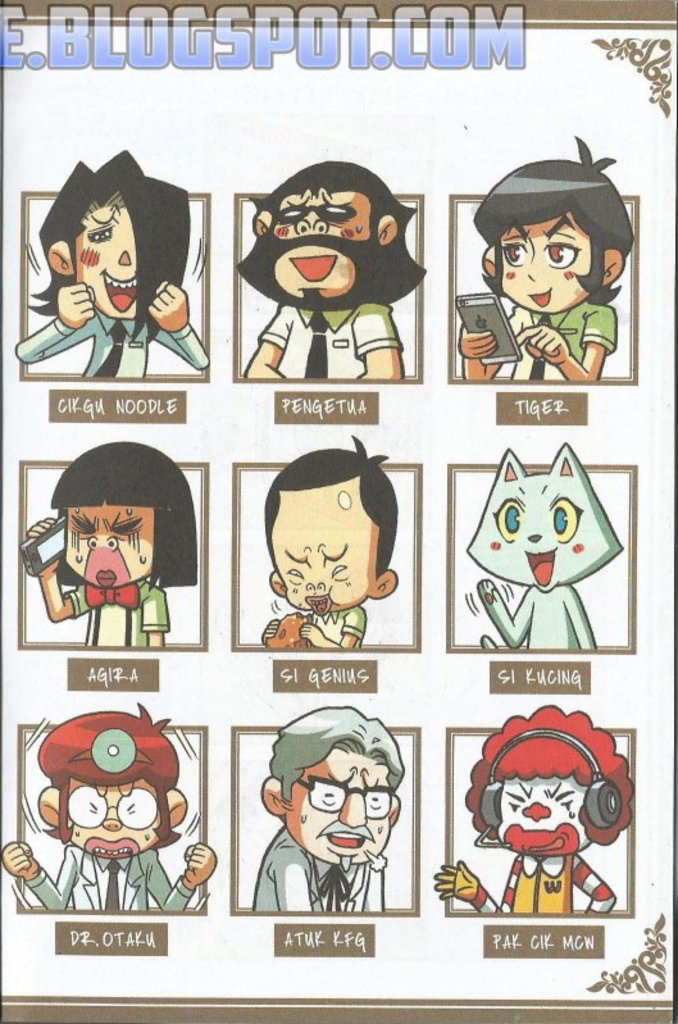 E.BLOGSPOT.COM
CIKGU NOODLE
PENGETUA
TIGER
AGIRA
SI GENIUS
SI KUCING
DR.OTAKU
ATUK KFG
PAK CIK MCW
W